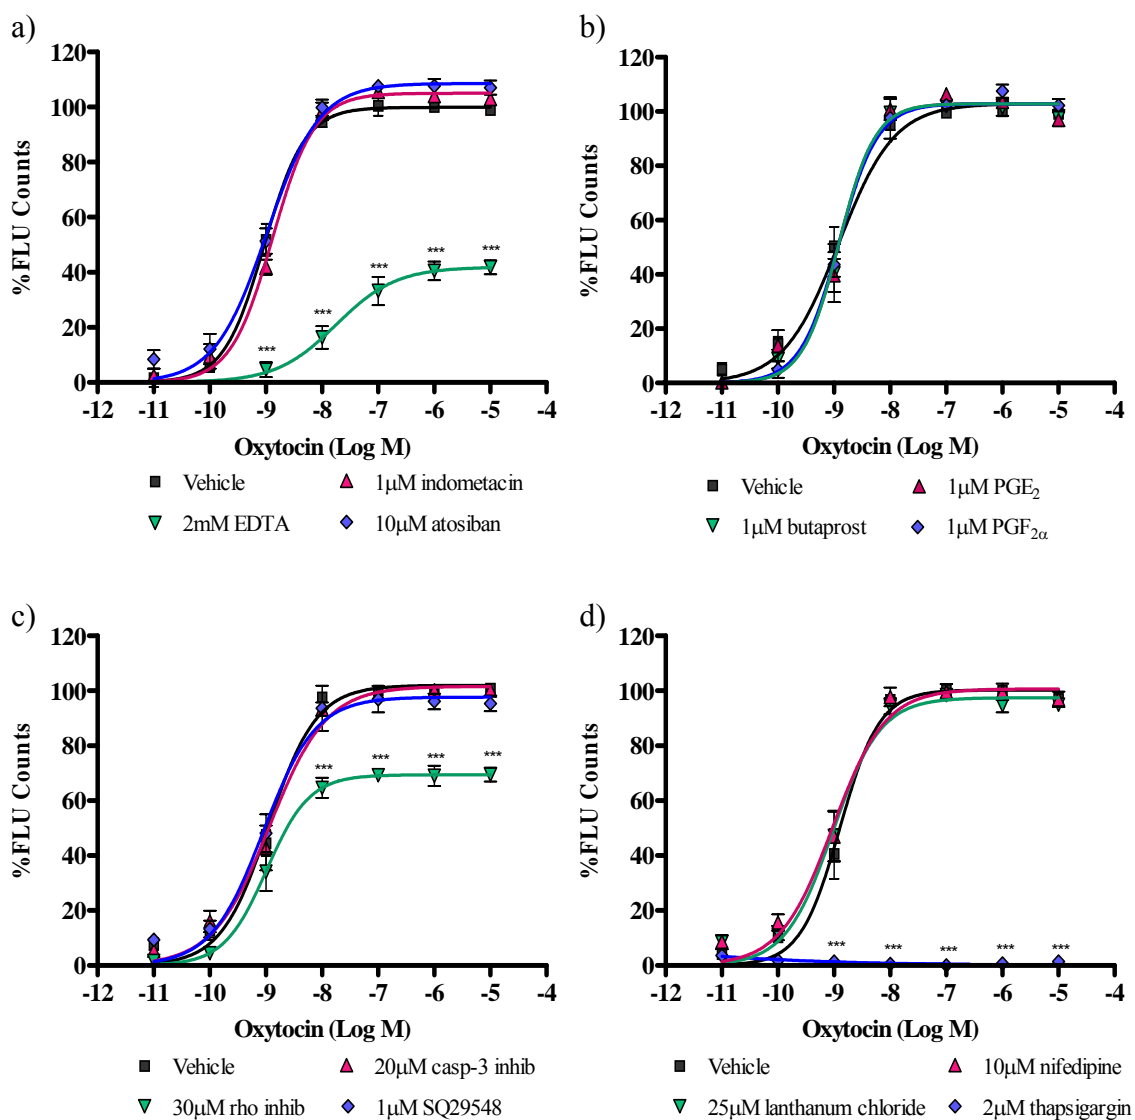 a)
120
100
80
60
40
20
0
%FLU Counts
***
***
***
***
***
-12 -11 -10 -9 -8 -7 -6 -5 -4
Oxytocin (Log M)
Vehicle 1μM indometacin
2mM EDTA 10μM atosiban
b)
120
100
80
60
40
20
0
%FLU Counts
-12 -11 -10 -9 -8 -7 -6 -5 -4
Oxytocin (Log M)
Vehicle 1μM PGE2
1μM butaprost 1μM PGF2α
c)
120
100
80
60
40
20
0
%FLU Counts
*** *** *** ***
-12 -11 -10 -9 -8 -7 -6 -5 -4
Oxytocin (Log M)
Vehicle 20μM casp-3 inhib
30μM rho inhib 1μM SQ29548
d)
120
100
80
60
40
20
0
%FLU Counts
*** *** *** *** ***
-12 -11 -10 -9 -8 -7 -6 -5 -4
Oxytocin (Log M)
Vehicle 10μM nifedipine
25μM lanthanum chloride 2μM thapsigargin